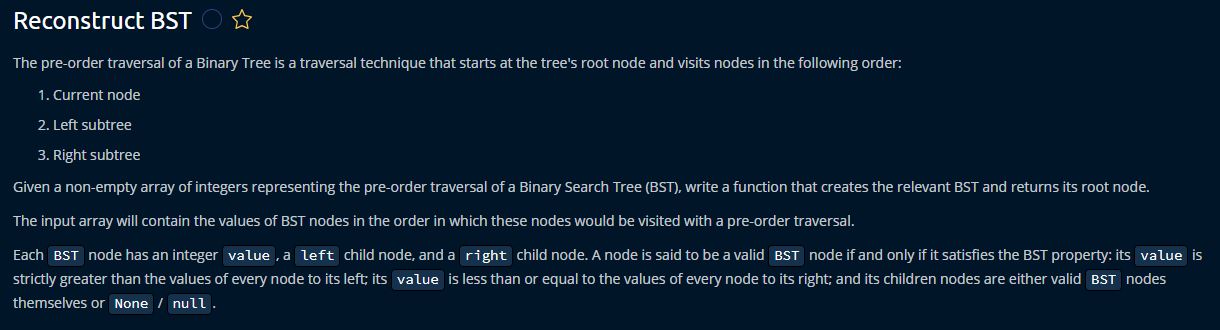 Reconstruct BST
The pre-order traversal of a Binary Tree is a traversal technique that starts at the tree's root node and visits nodes in the following order:
1. Current node
2. Left subtree
3. Right subtree
Given a non-empty array of integers representing the pre-order traversal of a Binary Search Tree (BST), write a function that creates the relevant BST and returns its root node.
The input array will contain the values of BST nodes in the order in which these nodes would be visited with a pre-order traversal.
Each BST node has an integer value, a left child node, and a right child node. A node is said to be a valid BST node if and only if it satisfies the BST property: its value is
strictly greater than the values of every node to its left; its value is less than or equal to the values of every node to its right; and its children nodes are either valid BST nodes
themselves or None / null.